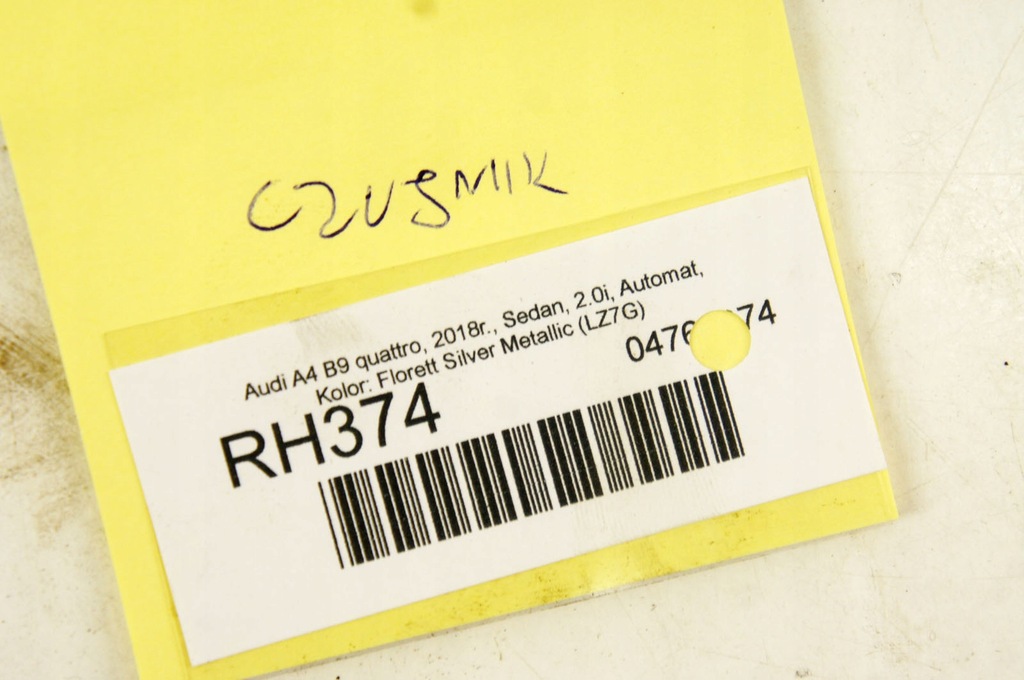 CZUJNIK
Audi A4 B9 quattro, 2018r., Sedan, 2.0i, Automat,
Kolor: Florett Silver Metallic (LZ7G)
RH374